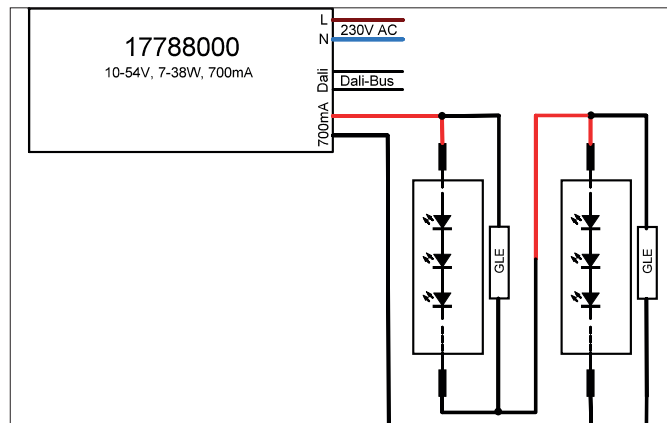 L
17788000
230V AC
N
10-54V, 7-38W, 700mA
Dali
Dali-Bus
700mA
GLE
GLE